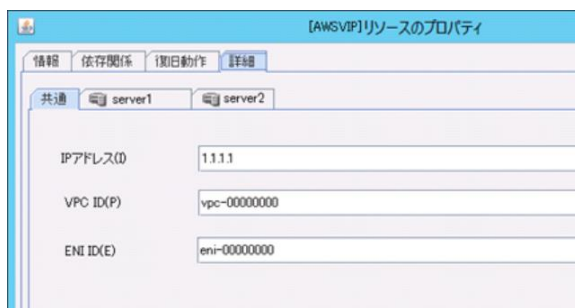 [AWSVIP]リソースのプロパティ
情報 依存関係 復旧動作 詳細
共通 server1 server2
IPアドレス(I) 1.1.1.1
VPC ID(P) vpc-00000000
ENI ID(E) eni-00000000